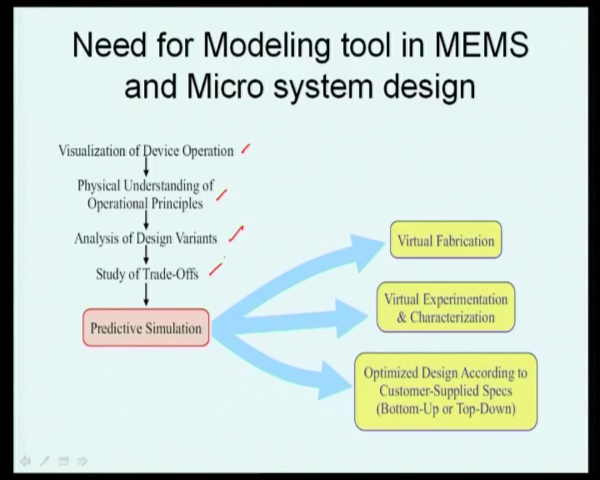 Need for Modeling tool in MEMS
and Micro system design
Visualization of Device Operation
Physical Understanding of
Operational Principles
Analysis of Design Variants
Study of Trade-Offs
Predictive Simulation
Virtual Fabrication
Virtual Experimentation
& Characterization
Optimized Design According to
Customer-Supplied Specs
(Bottom-Up or Top-Down)